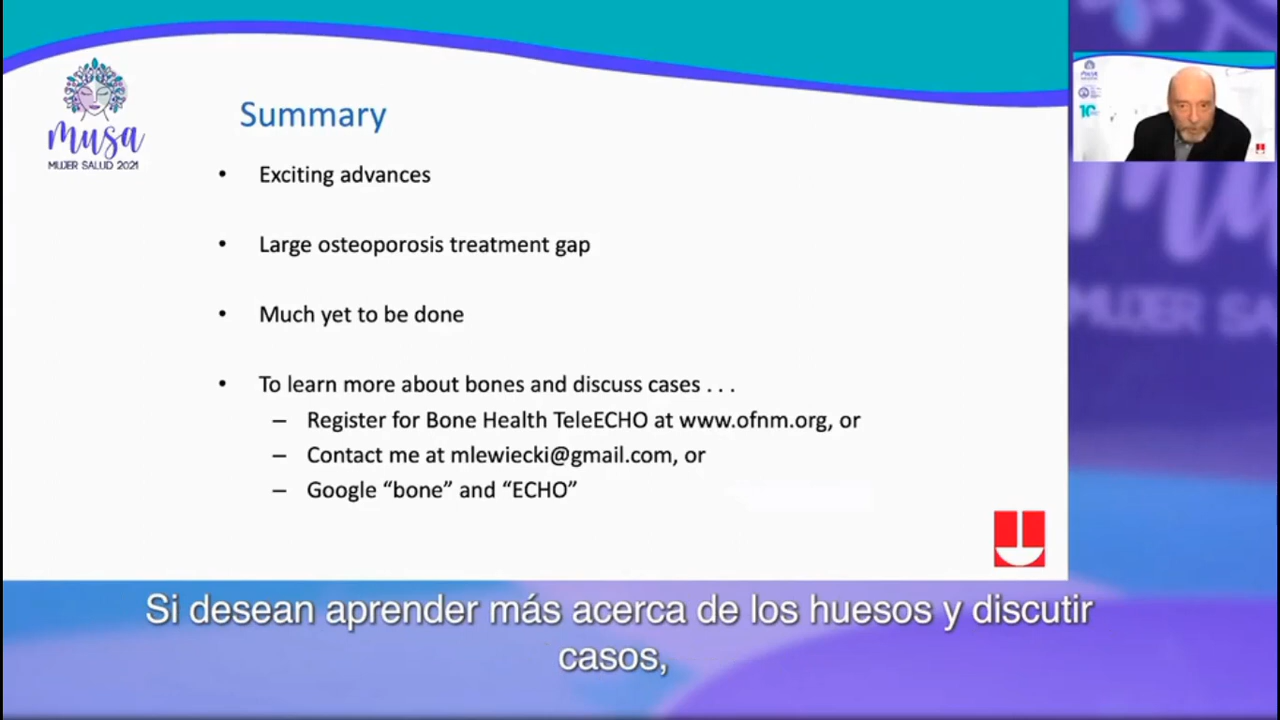 musa
MUJER SALUD 2021
Summary
• Exciting advances
• Large osteoporosis treatment gap
• Much yet to be done
• To learn more about bones and discuss cases . . .
– Register for Bone Health TeleECHO at www.ofnm.org, or
– Contact me at mlewiecki@gmail.com, or
– Google “bone” and “ECHO”
MUJER SA
Si desean aprender más acerca de los huesos y discutir
casos,